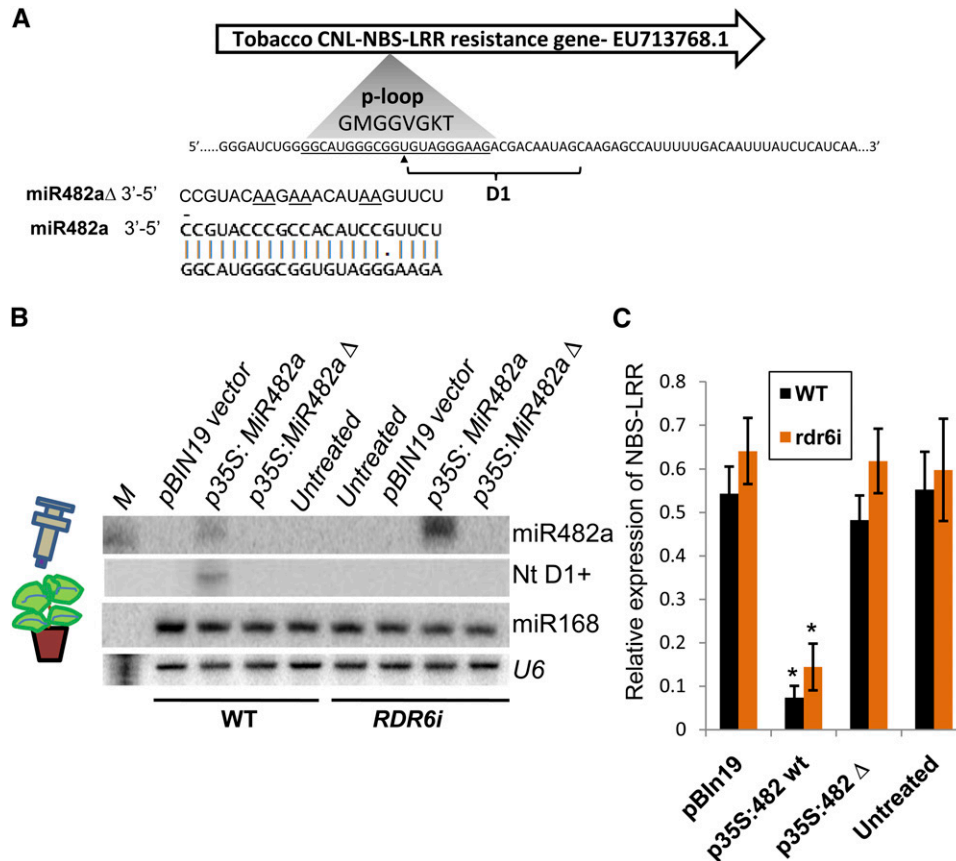 A
Tobacco CNL-NBS-LRR resistance gene- EU713768.1
p-loop
GMGGVGKT
5’.....GGGAUCUGGGGCAUGGGCGGUGUAGGGAAGACGACAAUAGCAAGAGCCAUUUUUGACAAUUUAUCUCAUCAA...3’
D1
miR482aΔ 3’-5’ CCGUACAAGAAACAUAAGUUCU
miR482a 3’-5’ CCGUACCCGCCACAUCCGUUCU
GGCAUGGGCGGUGUAGGGAAGA
B
M
pBIN19 vector
p35S: MiR482a
p35S:MiR482a Δ
Untreated
Untreated
pBIN19 vector
p35S: MiR482a
p35S:MiR482a Δ
miR482a
Nt D1+
miR168
U6
WT
RDR6i
C
Relative expression of NBS-LRR
0.8
0.7
0.6
0.5
0.4
0.3
0.2
0.1
0
WT
rdr6i
*
*
pBIn19
p35S:482 wt
p35S:482 Δ
Untreated